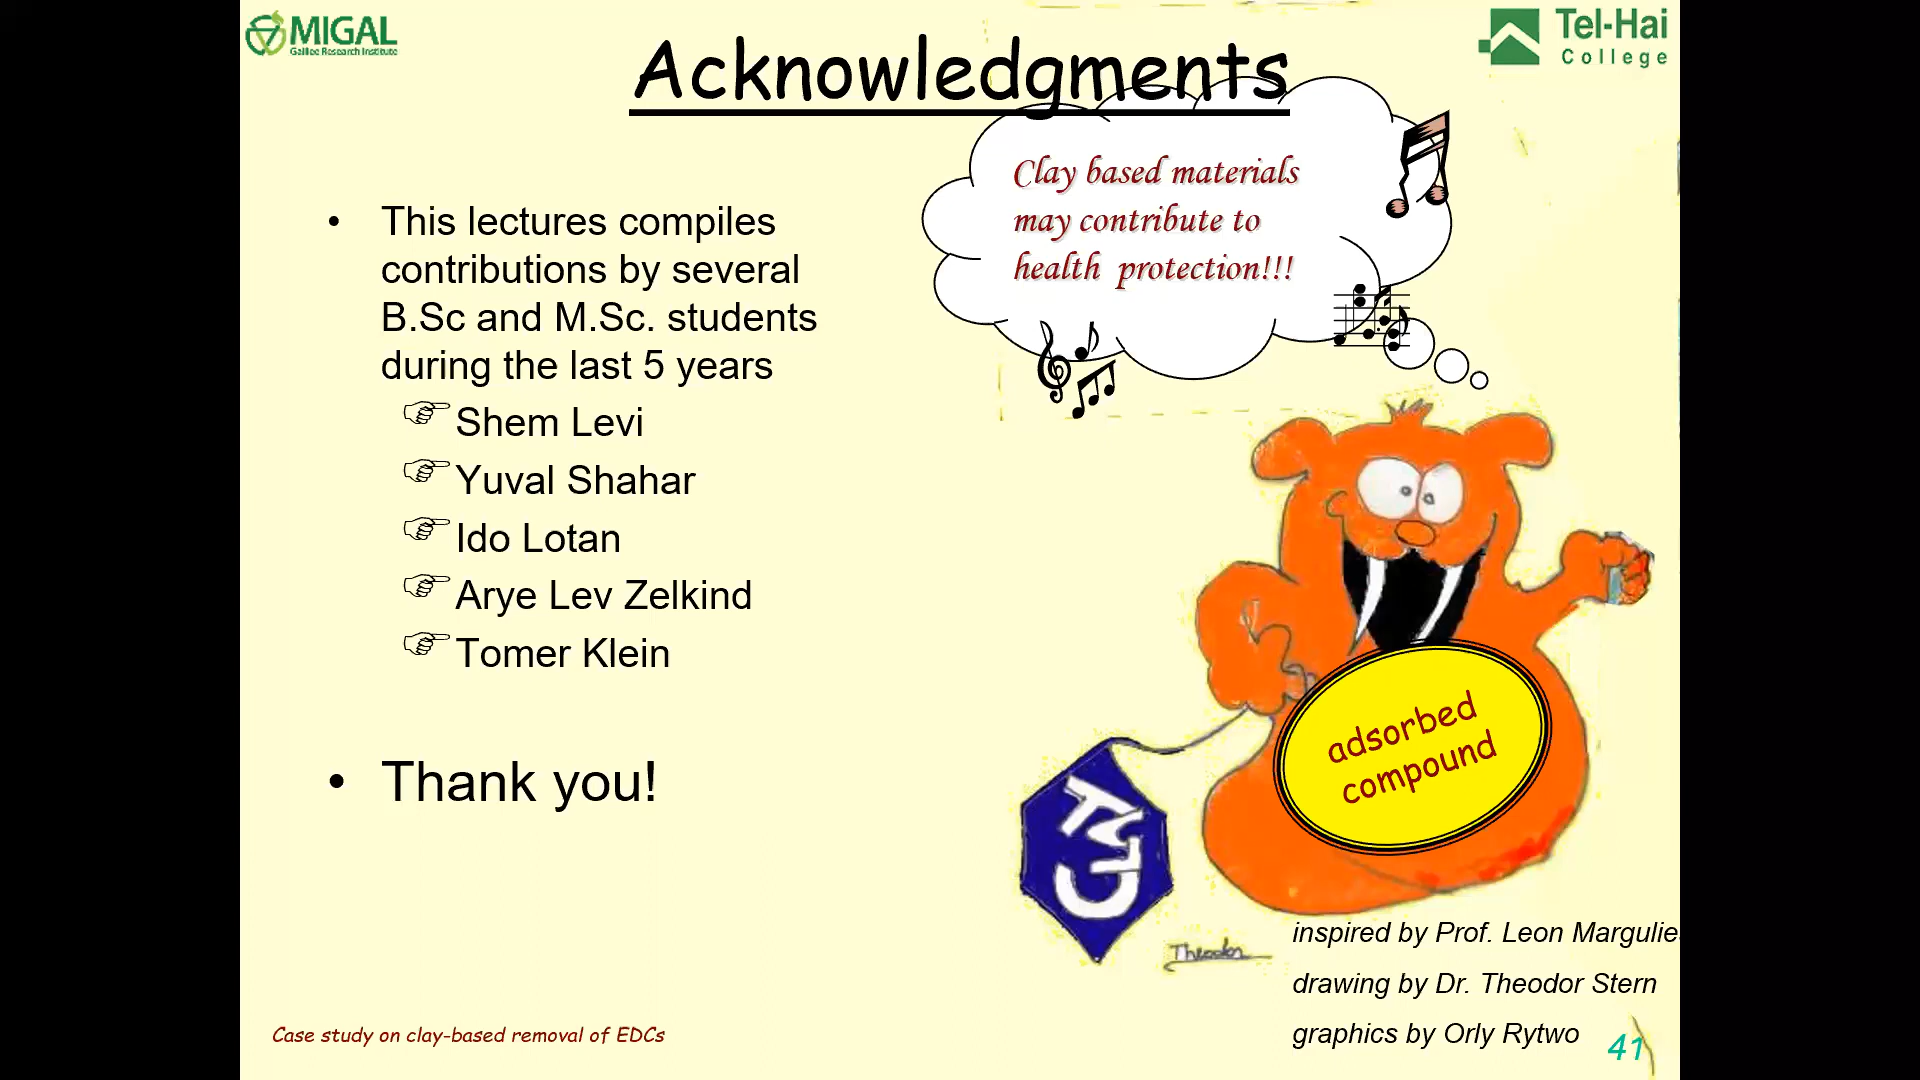 MIGAL
Galilee Research Institute
Tel-Hai
College
Acknowledgments
• This lectures compiles
contributions by several
B.Sc and M.Sc. students
during the last 5 years
Shem Levi
Yuval Shahar
Ido Lotan
Arye Lev Zelkind
Tomer Klein
• Thank you!
Clay based materials
may contribute to
health protection!!!
adsorbed
compound
Theodor
inspired by Prof. Leon Margulie
drawing by Dr. Theodor Stern
graphics by Orly Rytwo
Case study on clay-based removal of EDCs
41